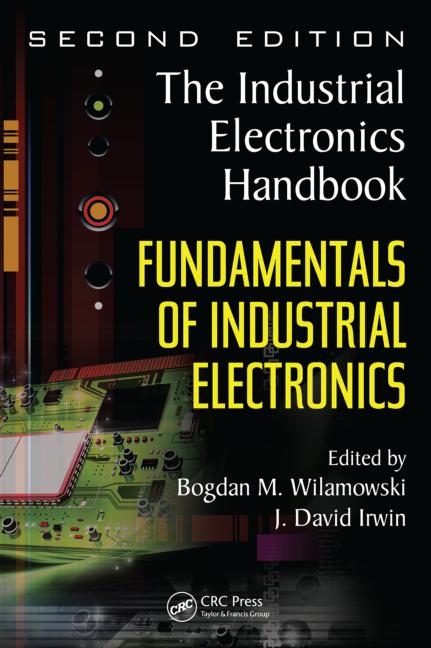 SECOND EDITION
The Industrial
Electronics
Handbook
FUNDAMENTALS
OF INDUSTRIAL
ELECTRONICS
Edited by
Bogdan M. Wilamowski
J. David Irwin
CRC
CRC Press
Taylor & Francis Group